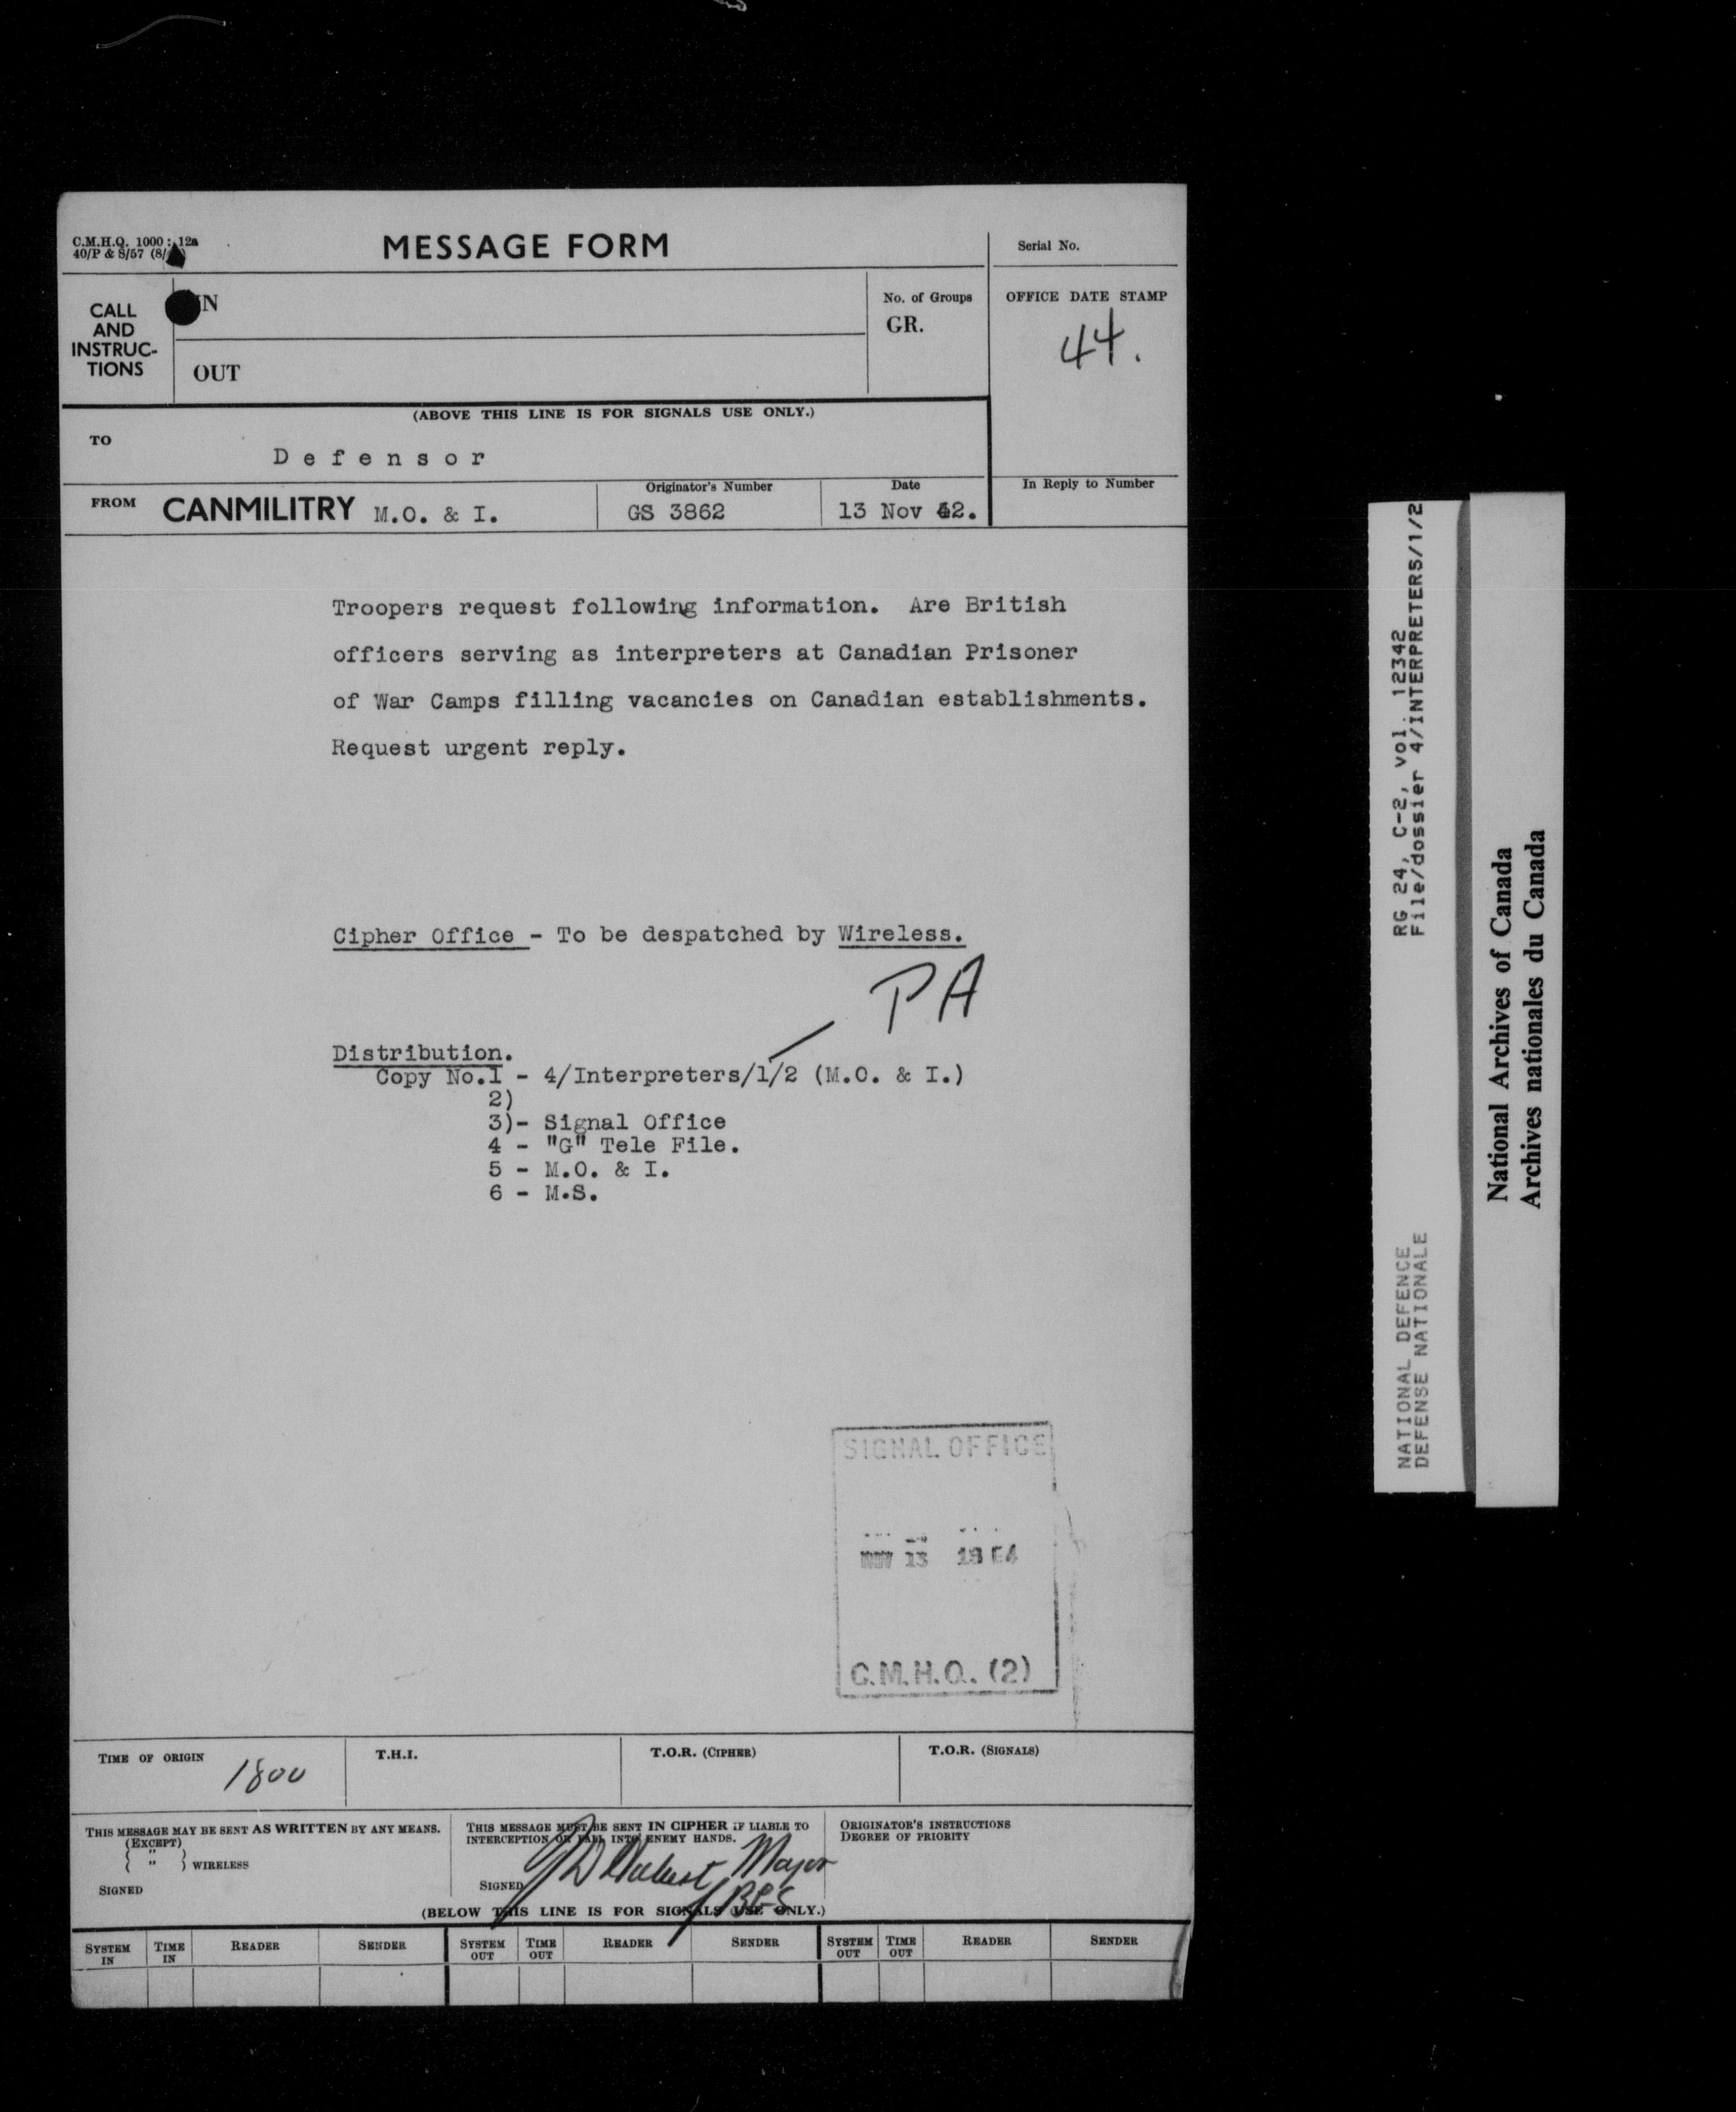 C.M.H.Q. 1000 : 12a
40/P & S/57 (8/
MESSAGE FORM
Serial No.
CALL
AND
INSTRUC-
TIONS
IN
OUT
No. of Groups
GR.
OFFICE DATE STAMP
44.
(ABOVE THIS LINE IS FOR SIGNALS USE ONLY.)
TO
Defensor
FROM CANMILITRY M.O. & I.
Originator's Number
GS 3862
Date
13 Nov 42.
In Reply to Number
Troopers request following information. Are British
officers serving as interpreters at Canadian Prisoner
of War Camps filling vacancies on Canadian establishments.
Request urgent reply.
Cipher Office - To be despatched by Wireless.
PA
Distribution.
Copy No.1 - 4/Interpreters/1/2 (M.O. & I.)
2)
3)- Signal Office
4 - "G" Tele File.
5 - M.O. & I.
6 - M.S.
SIGNAL OFFICE
NOV 13
C.M.H.Q. (2)
TIME OF ORIGIN
1800
T.H.I.
T.O.R. (CIPHER)
T.O.R. (SIGNALS)
THIS MESSAGE MAY BE SENT AS WRITTEN BY ANY MEANS.
(EXCEPT)
( " ) WIRELESS
SIGNED
THIS MESSAGE MUST BE SENT IN CIPHER IF LIABLE TO
INTERCEPTION OR FALL INTO ENEMY HANDS.
SIGNED
Major
ORIGINATOR'S INSTRUCTIONS
DEGREE OF PRIORITY
(BELOW THIS LINE IS FOR SIGNALS USE ONLY.)
SYSTEM IN
TIME IN
READER
SENDER
SYSTEM OUT
TIME OUT
READER
SENDER
SYSTEM OUT
TIME OUT
READER
SENDER
RG 24, C-2, vol. 12342
File/dossier 4/INTERPRETERS/1/2
NATIONAL DEFENCE
DEFENSE NATIONALE
National Archives of Canada
Archives nationales du Canada